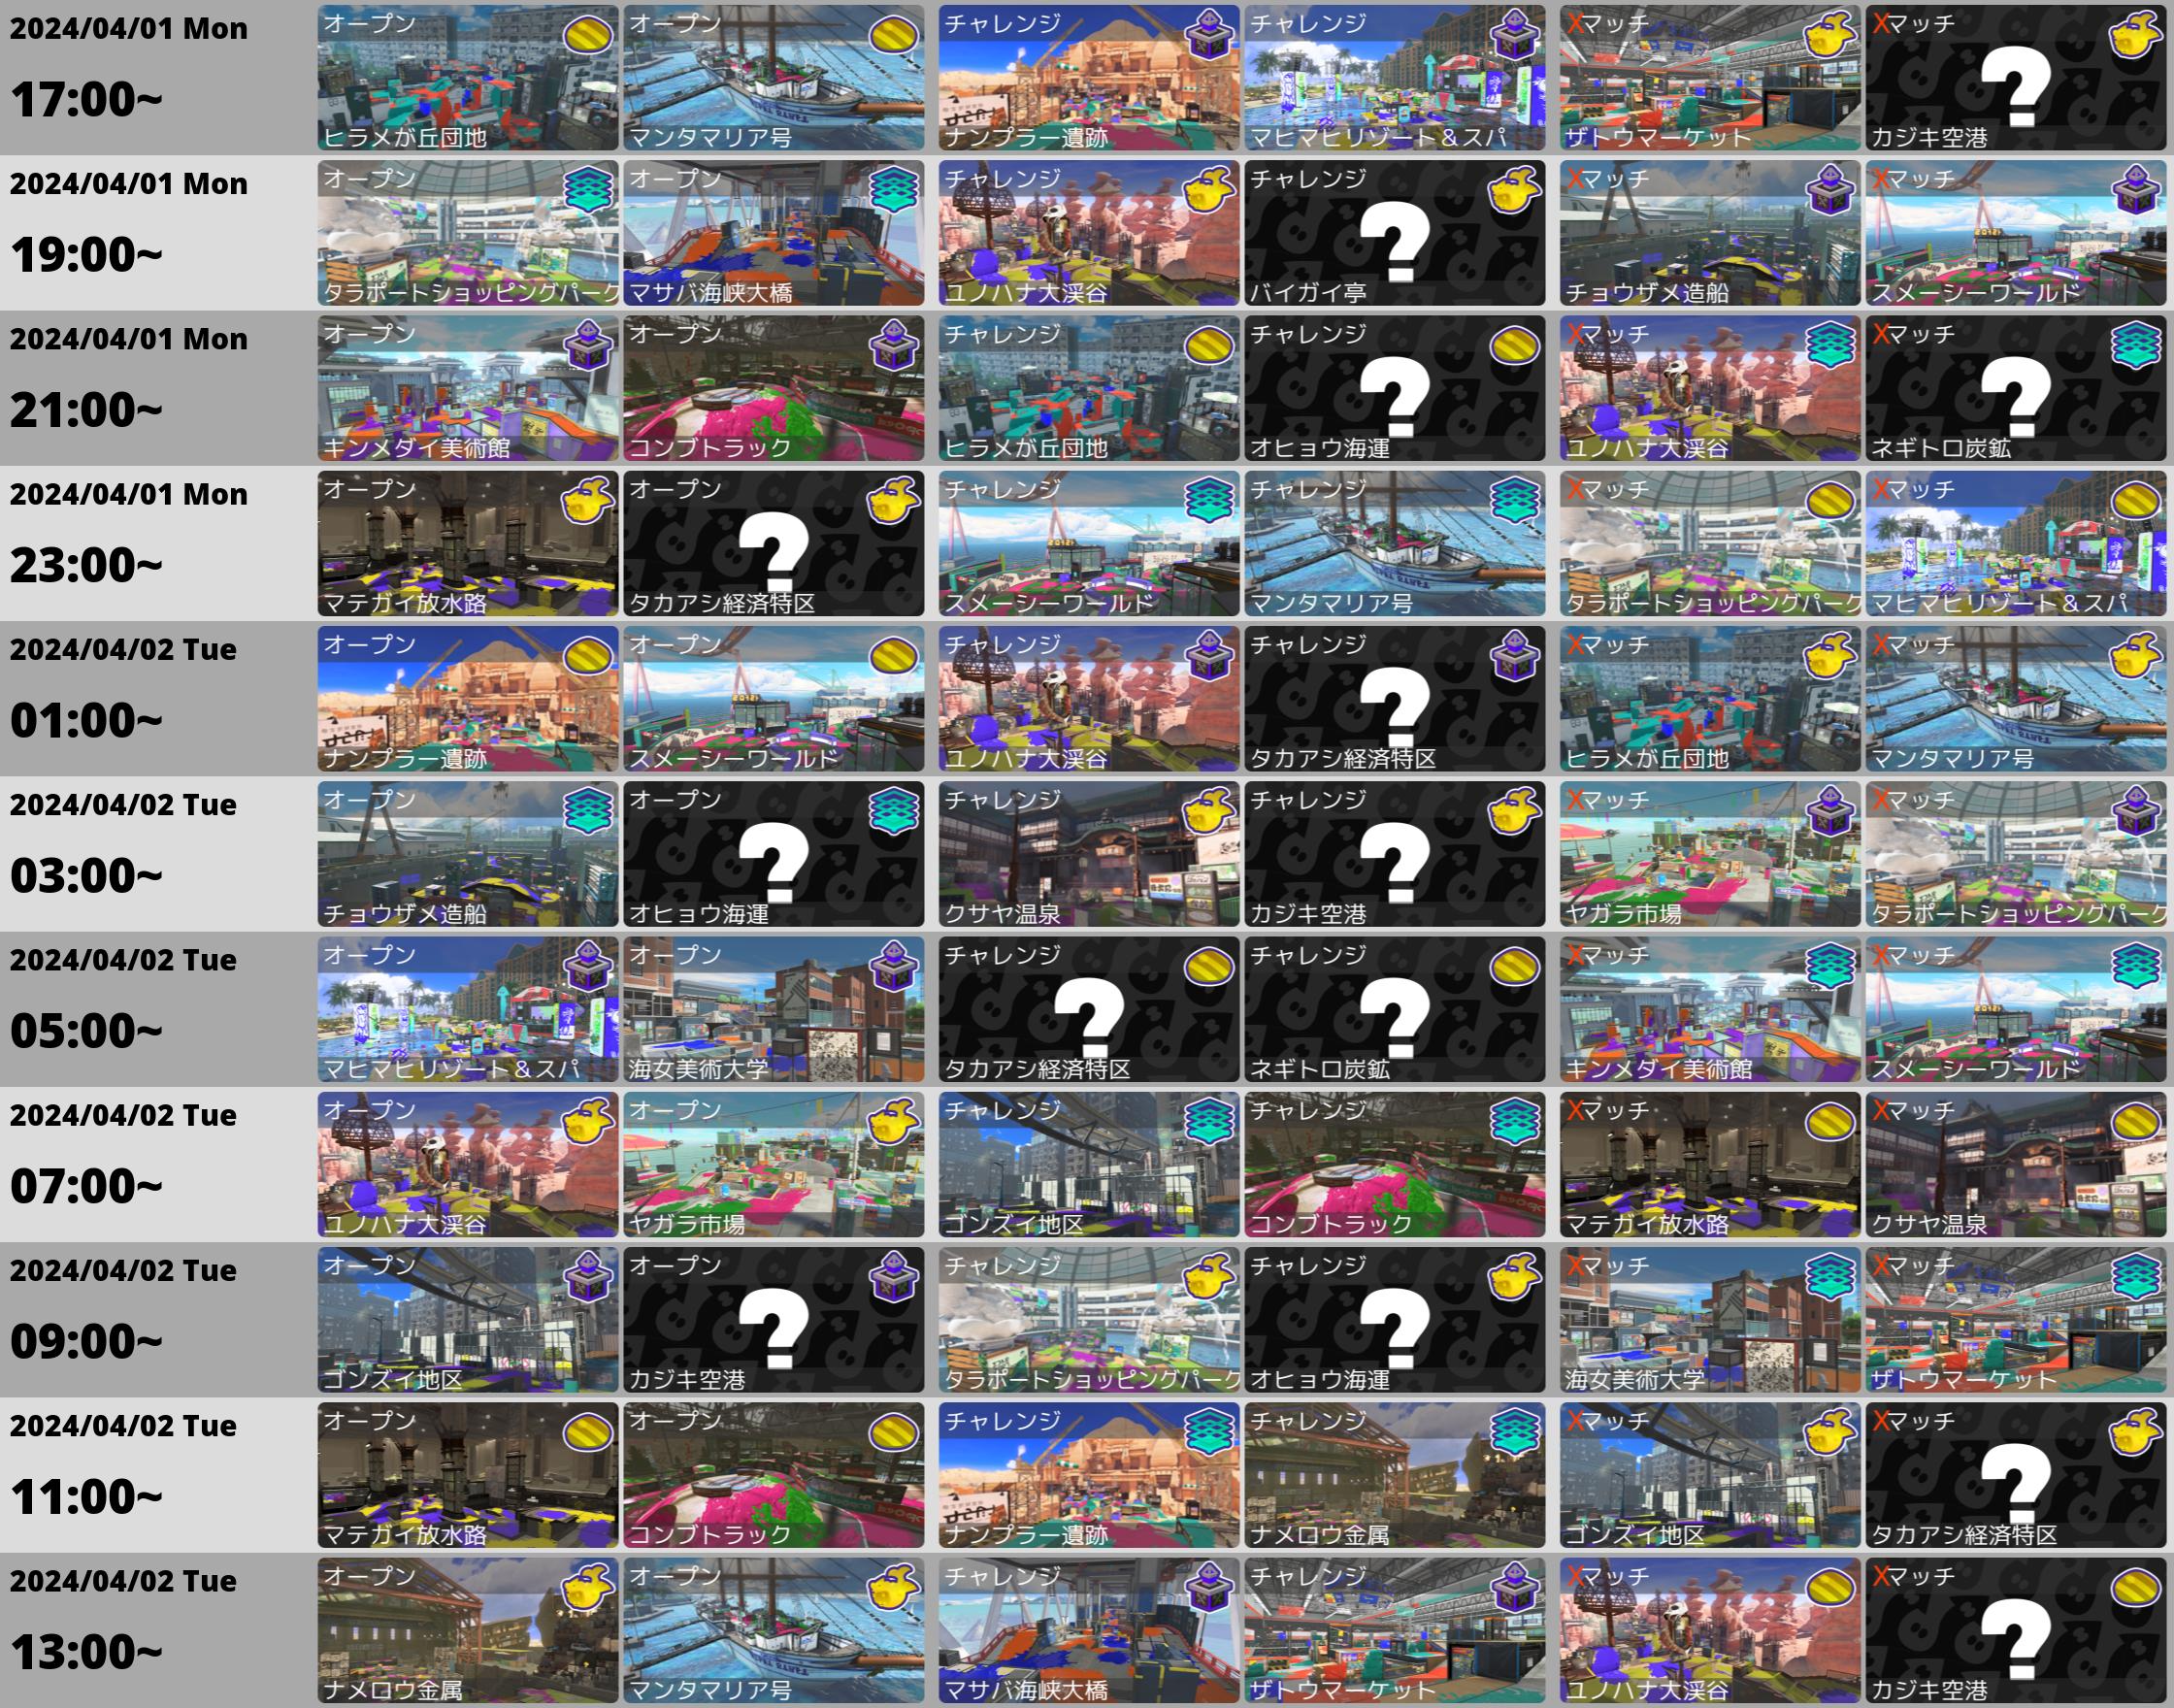 2024/04/01 Mon
17:00~
オープン
ヒラメが丘団地
オープン
マンタマリア号
チャレンジ
ナンプラー遺跡
チャレンジ
マヒマヒリゾート＆スパ
Xマッチ
ザトウマーケット
Xマッチ
カジキ空港
2024/04/01 Mon
19:00~
オープン
タラポートショッピングパーク
オープン
マサバ海峡大橋
チャレンジ
ユノハナ大渓谷
チャレンジ
バイガイ亭
Xマッチ
チョウザメ造船
Xマッチ
スメーシーワールド
2024/04/01 Mon
21:00~
オープン
キンメダイ美術館
オープン
コンブトラック
チャレンジ
ヒラメが丘団地
チャレンジ
オヒョウ海運
Xマッチ
ユノハナ大渓谷
Xマッチ
ネギトロ炭鉱
2024/04/01 Mon
23:00~
オープン
マテガイ放水路
オープン
タカアシ経済特区
チャレンジ
スメーシーワールド
チャレンジ
マンタマリア号
Xマッチ
タラポートショッピングパーク
Xマッチ
マヒマヒリゾート＆スパ
2024/04/02 Tue
01:00~
オープン
ナンプラー遺跡
オープン
スメーシーワールド
チャレンジ
ユノハナ大渓谷
チャレンジ
タカアシ経済特区
Xマッチ
ヒラメが丘団地
Xマッチ
マンタマリア号
2024/04/02 Tue
03:00~
オープン
チョウザメ造船
オープン
オヒョウ海運
チャレンジ
クサヤ温泉
チャレンジ
カジキ空港
Xマッチ
ヤガラ市場
Xマッチ
タラポートショッピングパーク
2024/04/02 Tue
05:00~
オープン
マヒマヒリゾート＆スパ
オープン
海女美術大学
チャレンジ
タカアシ経済特区
チャレンジ
ネギトロ炭鉱
Xマッチ
キンメダイ美術館
Xマッチ
スメーシーワールド
2024/04/02 Tue
07:00~
オープン
ユノハナ大渓谷
オープン
ヤガラ市場
チャレンジ
ゴンズイ地区
チャレンジ
コンブトラック
Xマッチ
マテガイ放水路
Xマッチ
クサヤ温泉
2024/04/02 Tue
09:00~
オープン
ゴンズイ地区
オープン
カジキ空港
チャレンジ
タラポートショッピングパーク
チャレンジ
オヒョウ海運
Xマッチ
海女美術大学
Xマッチ
ザトウマーケット
2024/04/02 Tue
11:00~
オープン
マテガイ放水路
オープン
コンブトラック
チャレンジ
ナンプラー遺跡
チャレンジ
ナメロウ金属
Xマッチ
ゴンズイ地区
Xマッチ
タカアシ経済特区
2024/04/02 Tue
13:00~
オープン
ナメロウ金属
オープン
マンタマリア号
チャレンジ
マサバ海峡大橋
チャレンジ
ザトウマーケット
Xマッチ
ユノハナ大渓谷
Xマッチ
カジキ空港